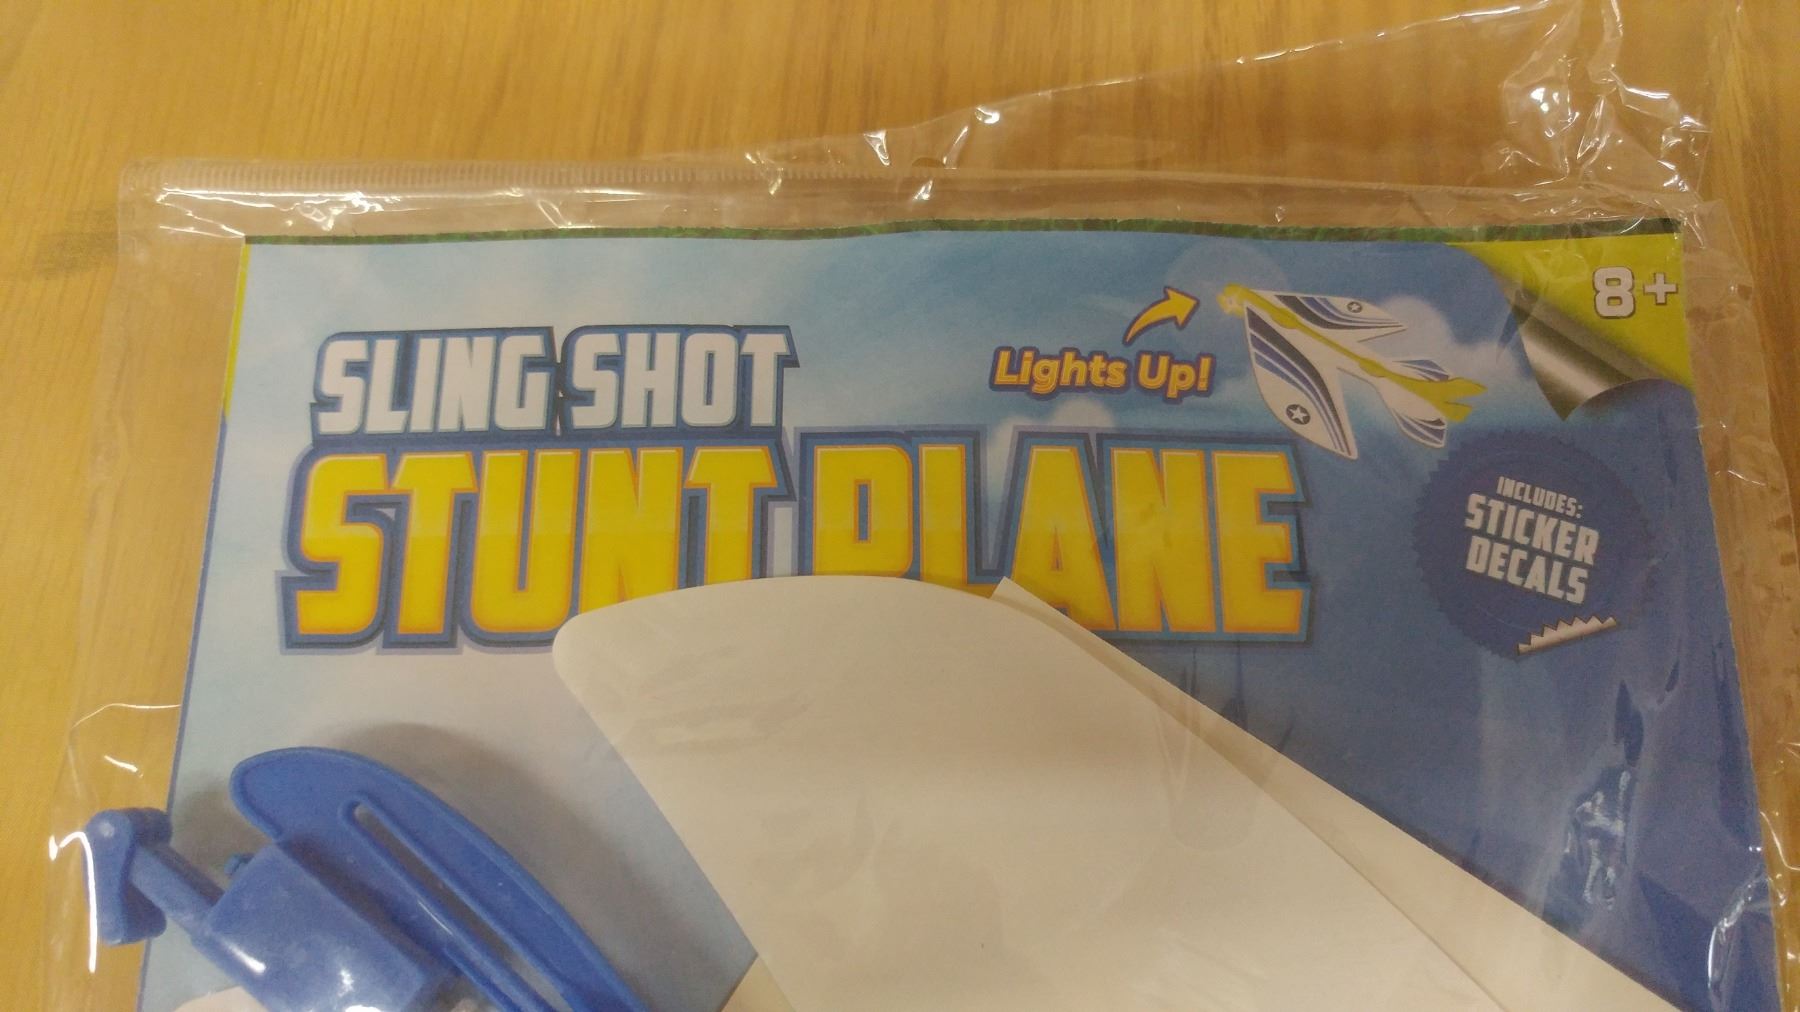 8+
SLING SHOT
Lights Up!
STUNT PLANE
INCLUDES:
STICKER
DECALS